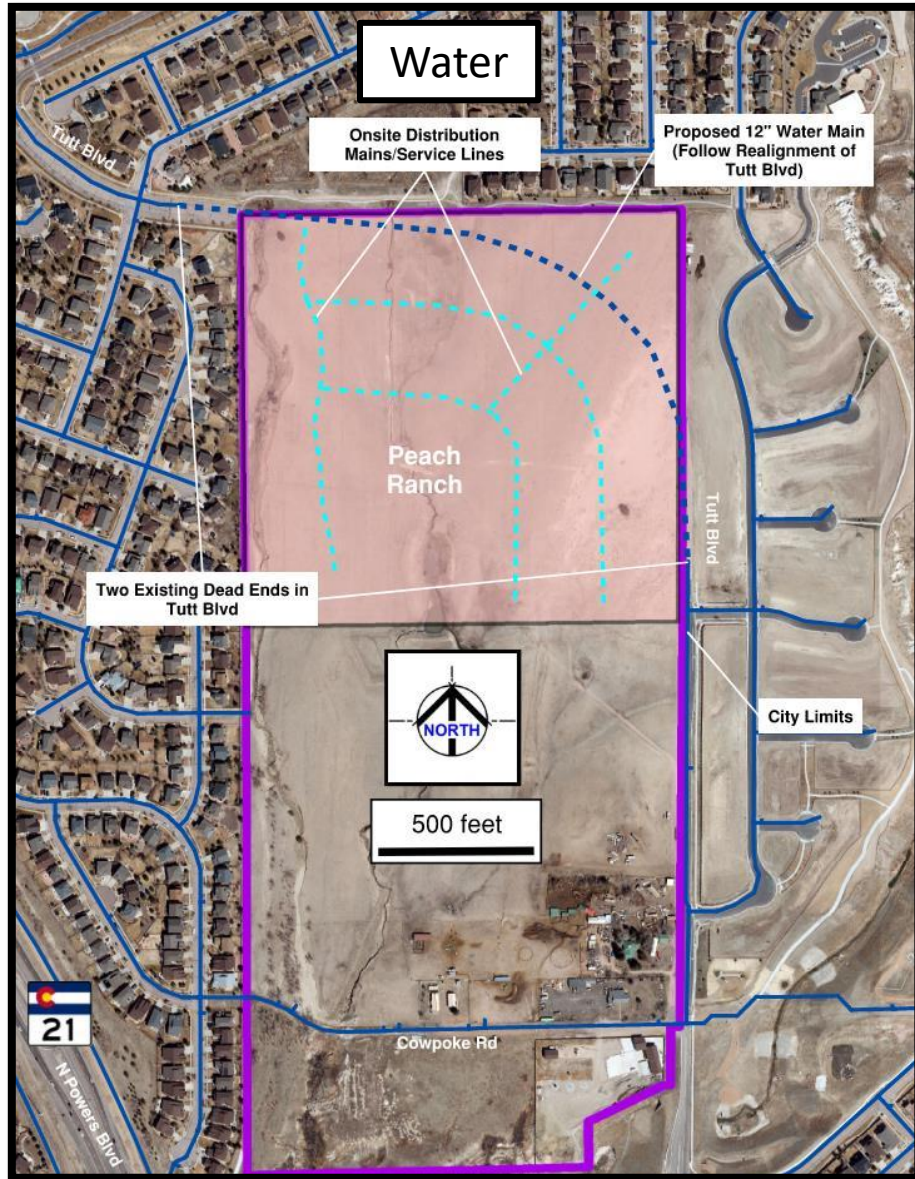 Water
Tutt Blvd
Onsite Distribution
Mains/Service Lines
Proposed 12" Water Main
(Follow Realignment of
Tutt Blvd)
Peach
Ranch
Tutt Blvd
Two Existing Dead Ends in
Tutt Blvd
City Limits
NORTH
500 feet
21
N Powers Blvd
Cowpoke Rd